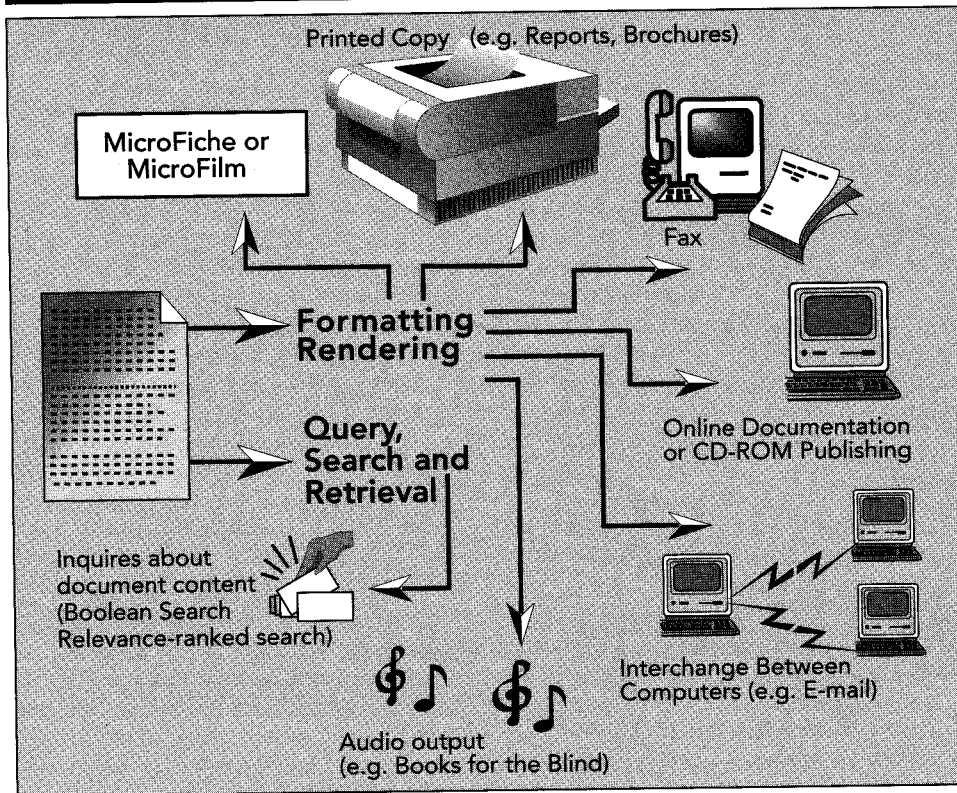 Printed Copy (e.g. Reports, Brochures)
MicroFiche or
MicroFilm
Fax
Formatting
Rendering
Query,
Search and
Retrieval
Online Documentation
or CD-ROM Publishing
Inquires about
document content
(Boolean Search
Relevance-ranked search)
Interchange Between
Computers (e.g. E-mail)
Audio output
(e.g. Books for the Blind)